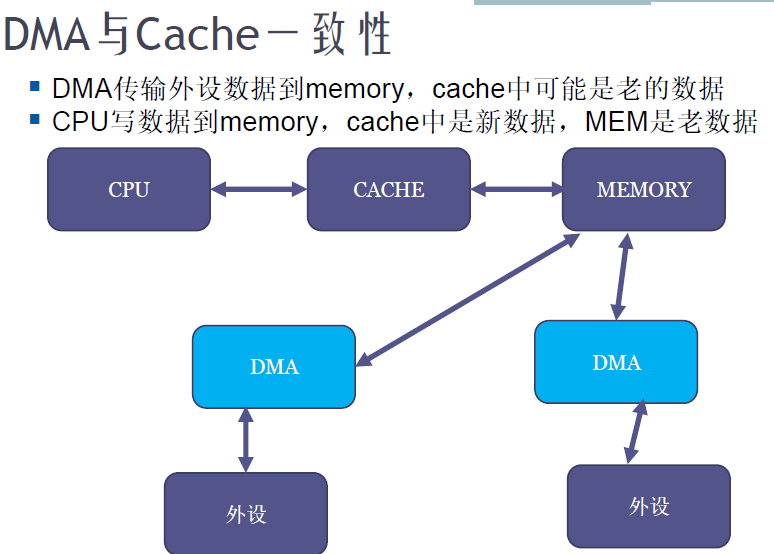 DMA与Cache一致性
DMA传输外设数据到memory，cache中可能是老的数据
CPU写数据到memory，cache中是新数据，MEM是老数据
CPU
CACHE
MEMORY
DMA
DMA
外设
外设